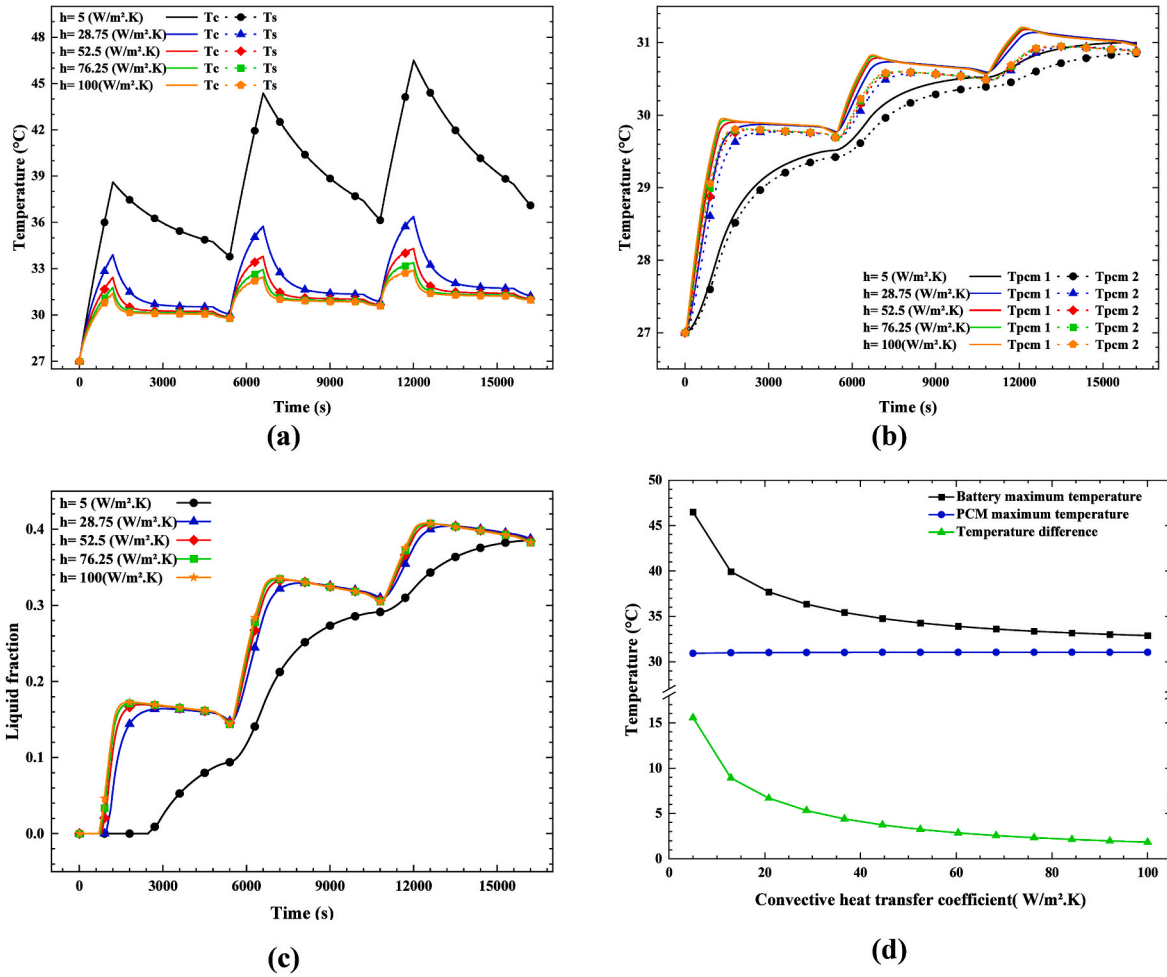 h= 5 (W/m².K) Tc Ts
h= 28.75 (W/m².K) Tc Ts
h= 52.5 (W/m².K) Tc Ts
h= 76.25 (W/m².K) Tc Ts
h= 100(W/m².K) Tc Ts
48
45
42
39
36
33
30
27
Temperature (°C)
0 3000 6000 9000 12000 15000
Time (s)
(a)
31
30
29
28
27
Temperature (°C)
h= 5 (W/m².K) Tpcm 1 Tpcm 2
h= 28.75 (W/m².K) Tpcm 1 Tpcm 2
h= 52.5 (W/m².K) Tpcm 1 Tpcm 2
h= 76.25 (W/m².K) Tpcm 1 Tpcm 2
h= 100(W/m².K) Tpcm 1 Tpcm 2
0 3000 6000 9000 12000 15000
Time (s)
(b)
h= 5 (W/m².K)
h= 28.75 (W/m².K)
h= 52.5 (W/m².K)
h= 76.25 (W/m².K)
h= 100(W/m².K)
0.4
0.3
0.2
0.1
0.0
Liquid fraction
0 3000 6000 9000 12000 15000
Time (s)
(c)
Battery maximum temperature
PCM maximum temperature
Temperature difference
50
45
40
35
30
15
10
5
0
Temperature (°C)
0 20 40 60 80 100
Convective heat transfer coefficient( W/m².K)
(d)